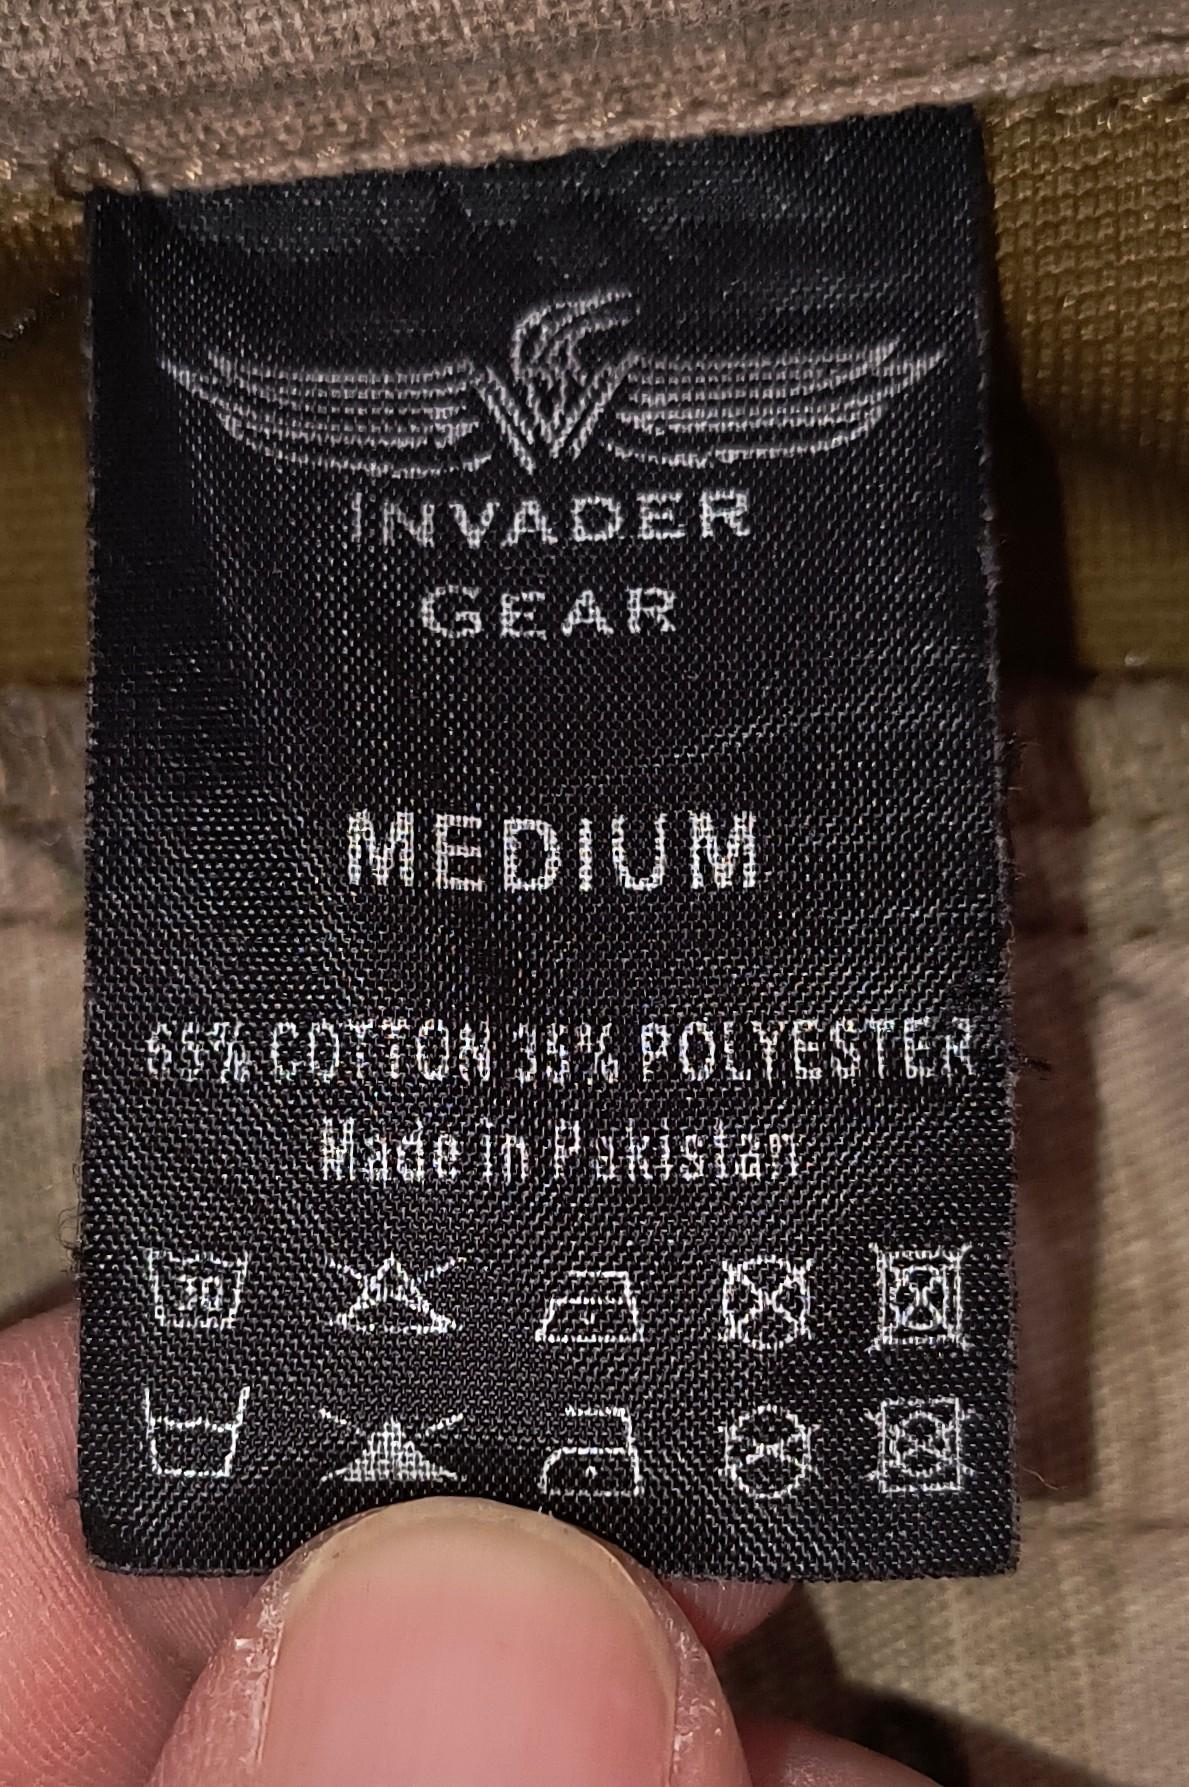 INVADER
GEAR
MEDIUM
65% COTTON 35% POLYESTER
Made in Pakistan
30